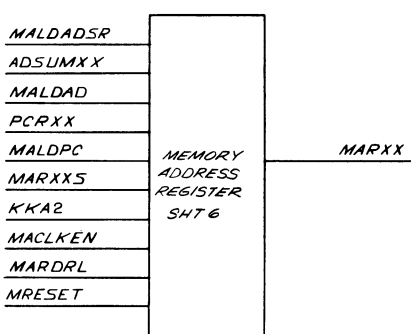 MALDADSR
ADSUMXX
MALDAD
PCRXX
MALDPC
MARXXS
KKA2
MACLKEN
MARDRL
MRESET
MEMORY
ADDRESS
REGISTER
SHT 6
MARXX